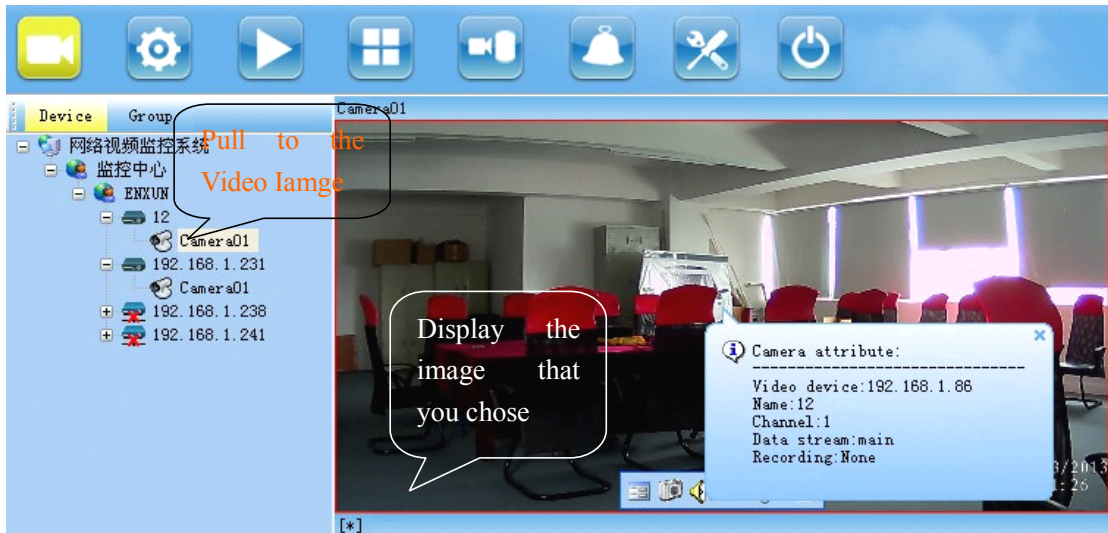 Device Group
Camera01
网络视频监控系统
监控中心
ENXUN
12
Camera01
192.168.1.231
Camera01
192.168.1.238
192.168.1.241
Pull to the
Video Iamge
Display the
image that
you chose
Camera attribute:
Video device:192.168.1.86
Name:12
Channel:1
Data stream:main
Recording:None
/2013
:26
[*]